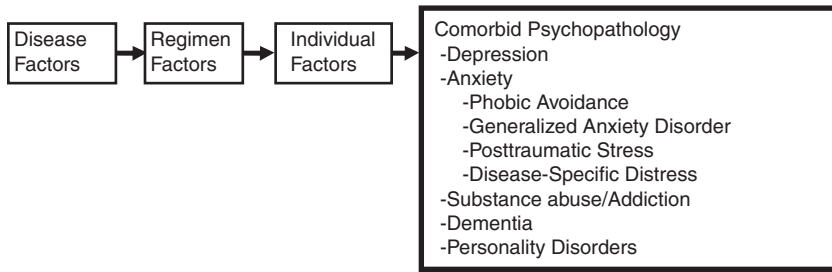 Disease
Factors
Regimen
Factors
Individual
Factors
Comorbid Psychopathology
-Depression
-Anxiety
-Phobic Avoidance
-Generalized Anxiety Disorder
-Posttraumatic Stress
-Disease-Specific Distress
-Substance abuse/Addiction
-Dementia
-Personality Disorders